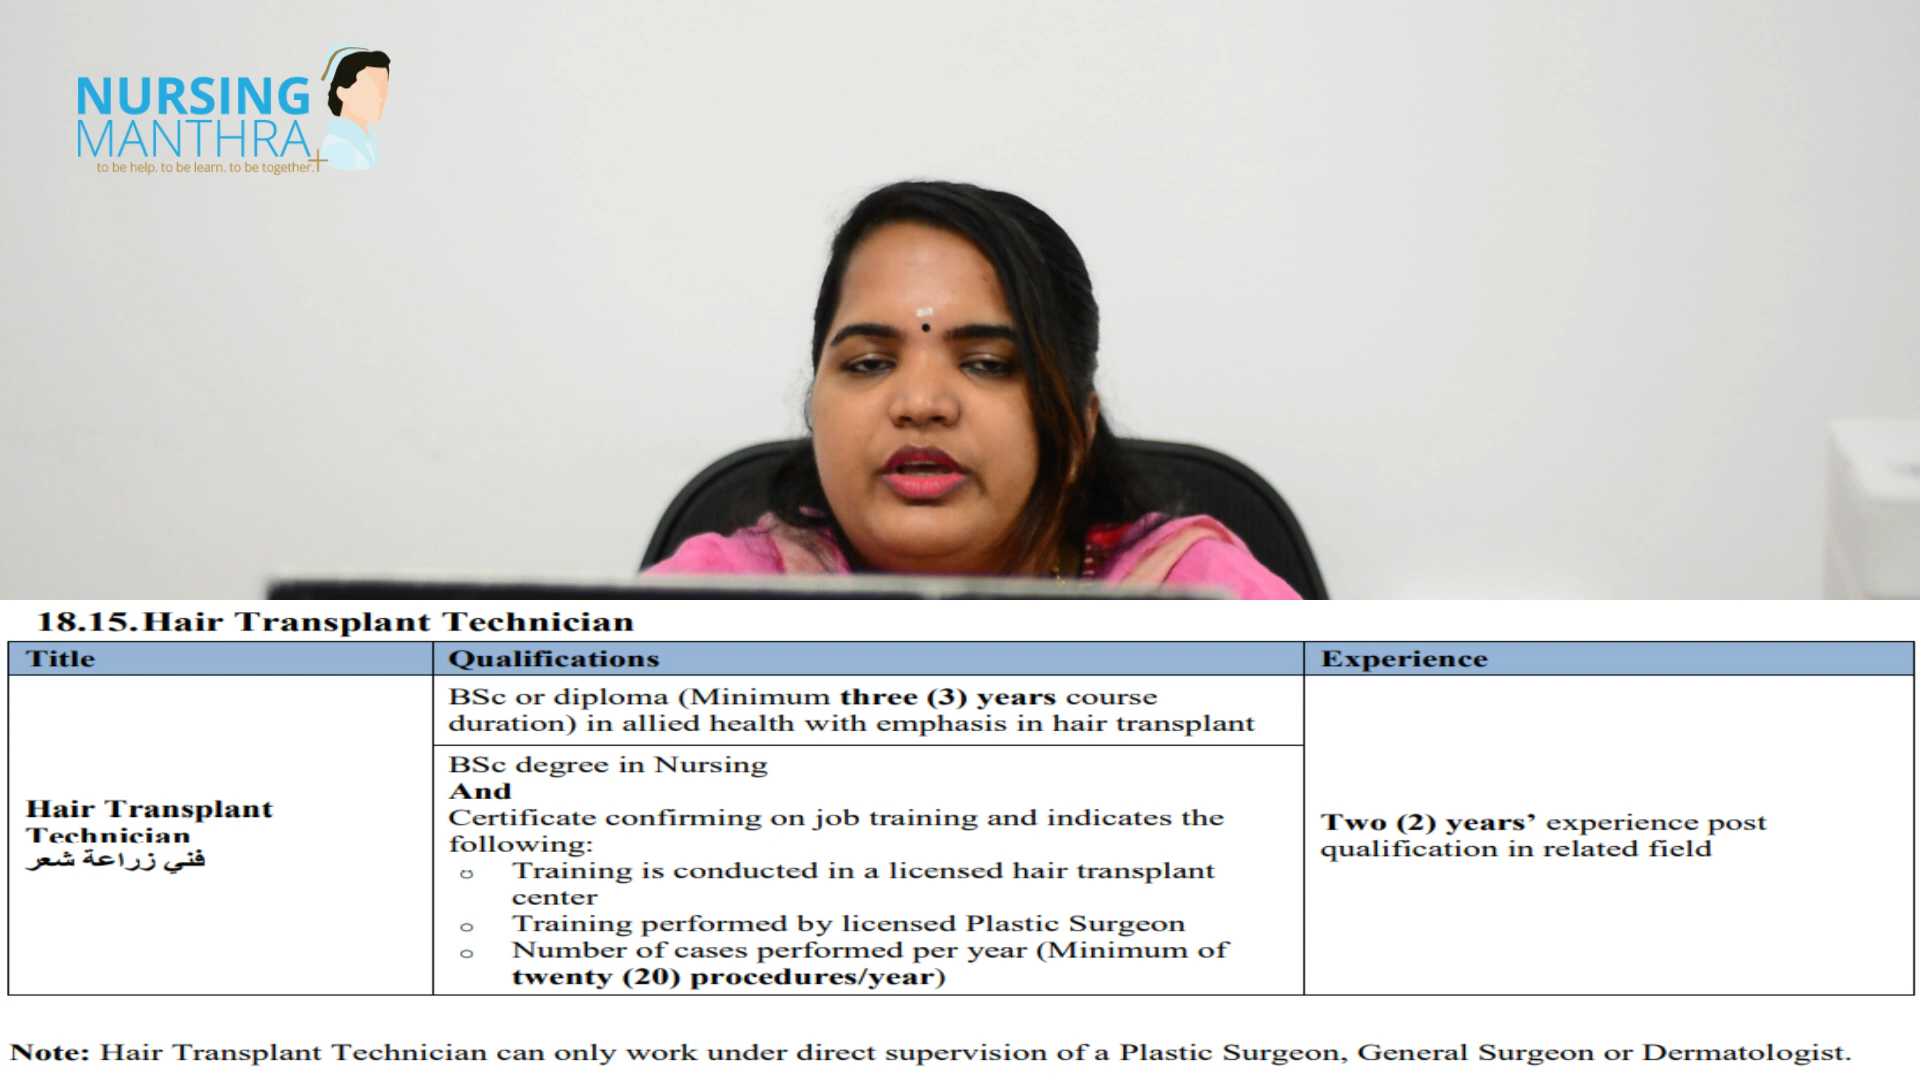 NURSING
MANTHRA
to be help. to be learn. to be together.
18.15.Hair Transplant Technician
Title
Qualifications
Experience
Hair Transplant
Technician
فني زراعة شعر
BSc or diploma (Minimum three (3) years course
duration) in allied health with emphasis in hair transplant
BSc degree in Nursing
And
Certificate confirming on job training and indicates the
following:
o Training is conducted in a licensed hair transplant
center
o Training performed by licensed Plastic Surgeon
o Number of cases performed per year (Minimum of
twenty (20) procedures/year)
Two (2) years’ experience post
qualification in related field
Note: Hair Transplant Technician can only work under direct supervision of a Plastic Surgeon, General Surgeon or Dermatologist.